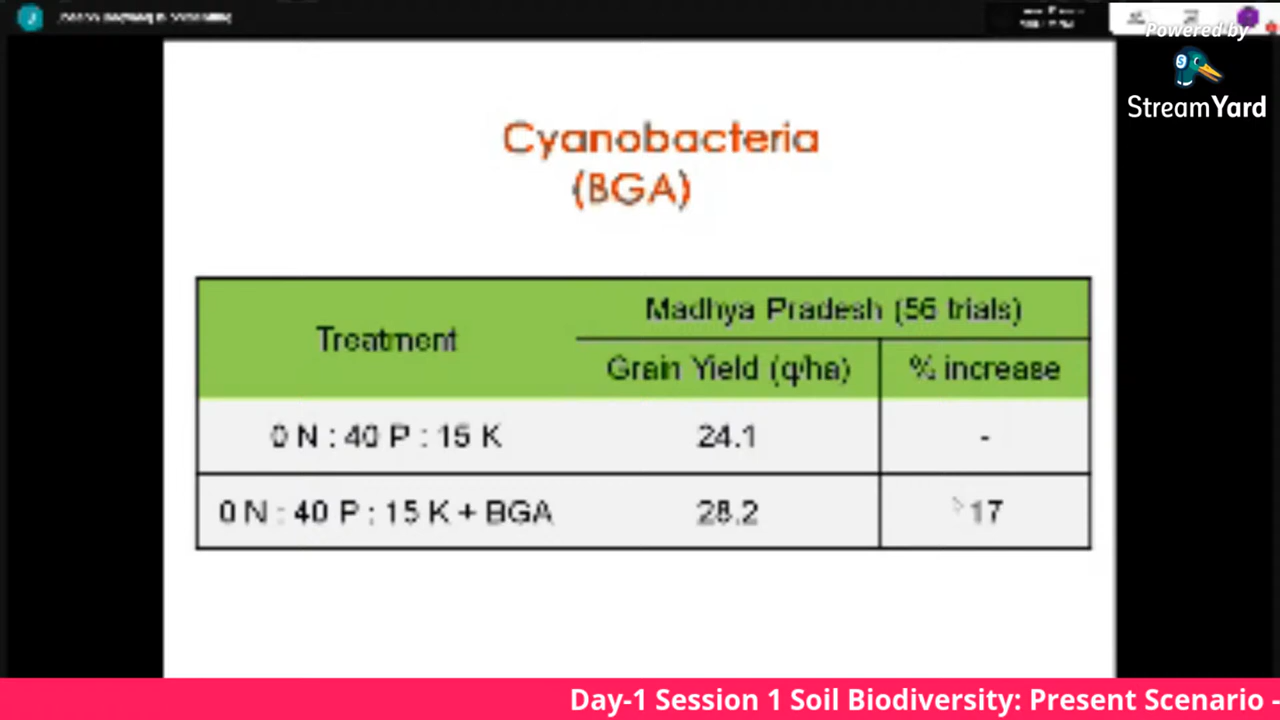 Powered by
StreamYard
Cyanobacteria
(BGA)
Treatment
Madhya Pradesh (56 trials)
Grain Yield (q/ha)
% increase
0 N : 40 P : 15 K
24.1
-
0 N : 40 P : 15 K + BGA
28.2
17
Day-1 Session 1 Soil Biodiversity: Present Scenario -